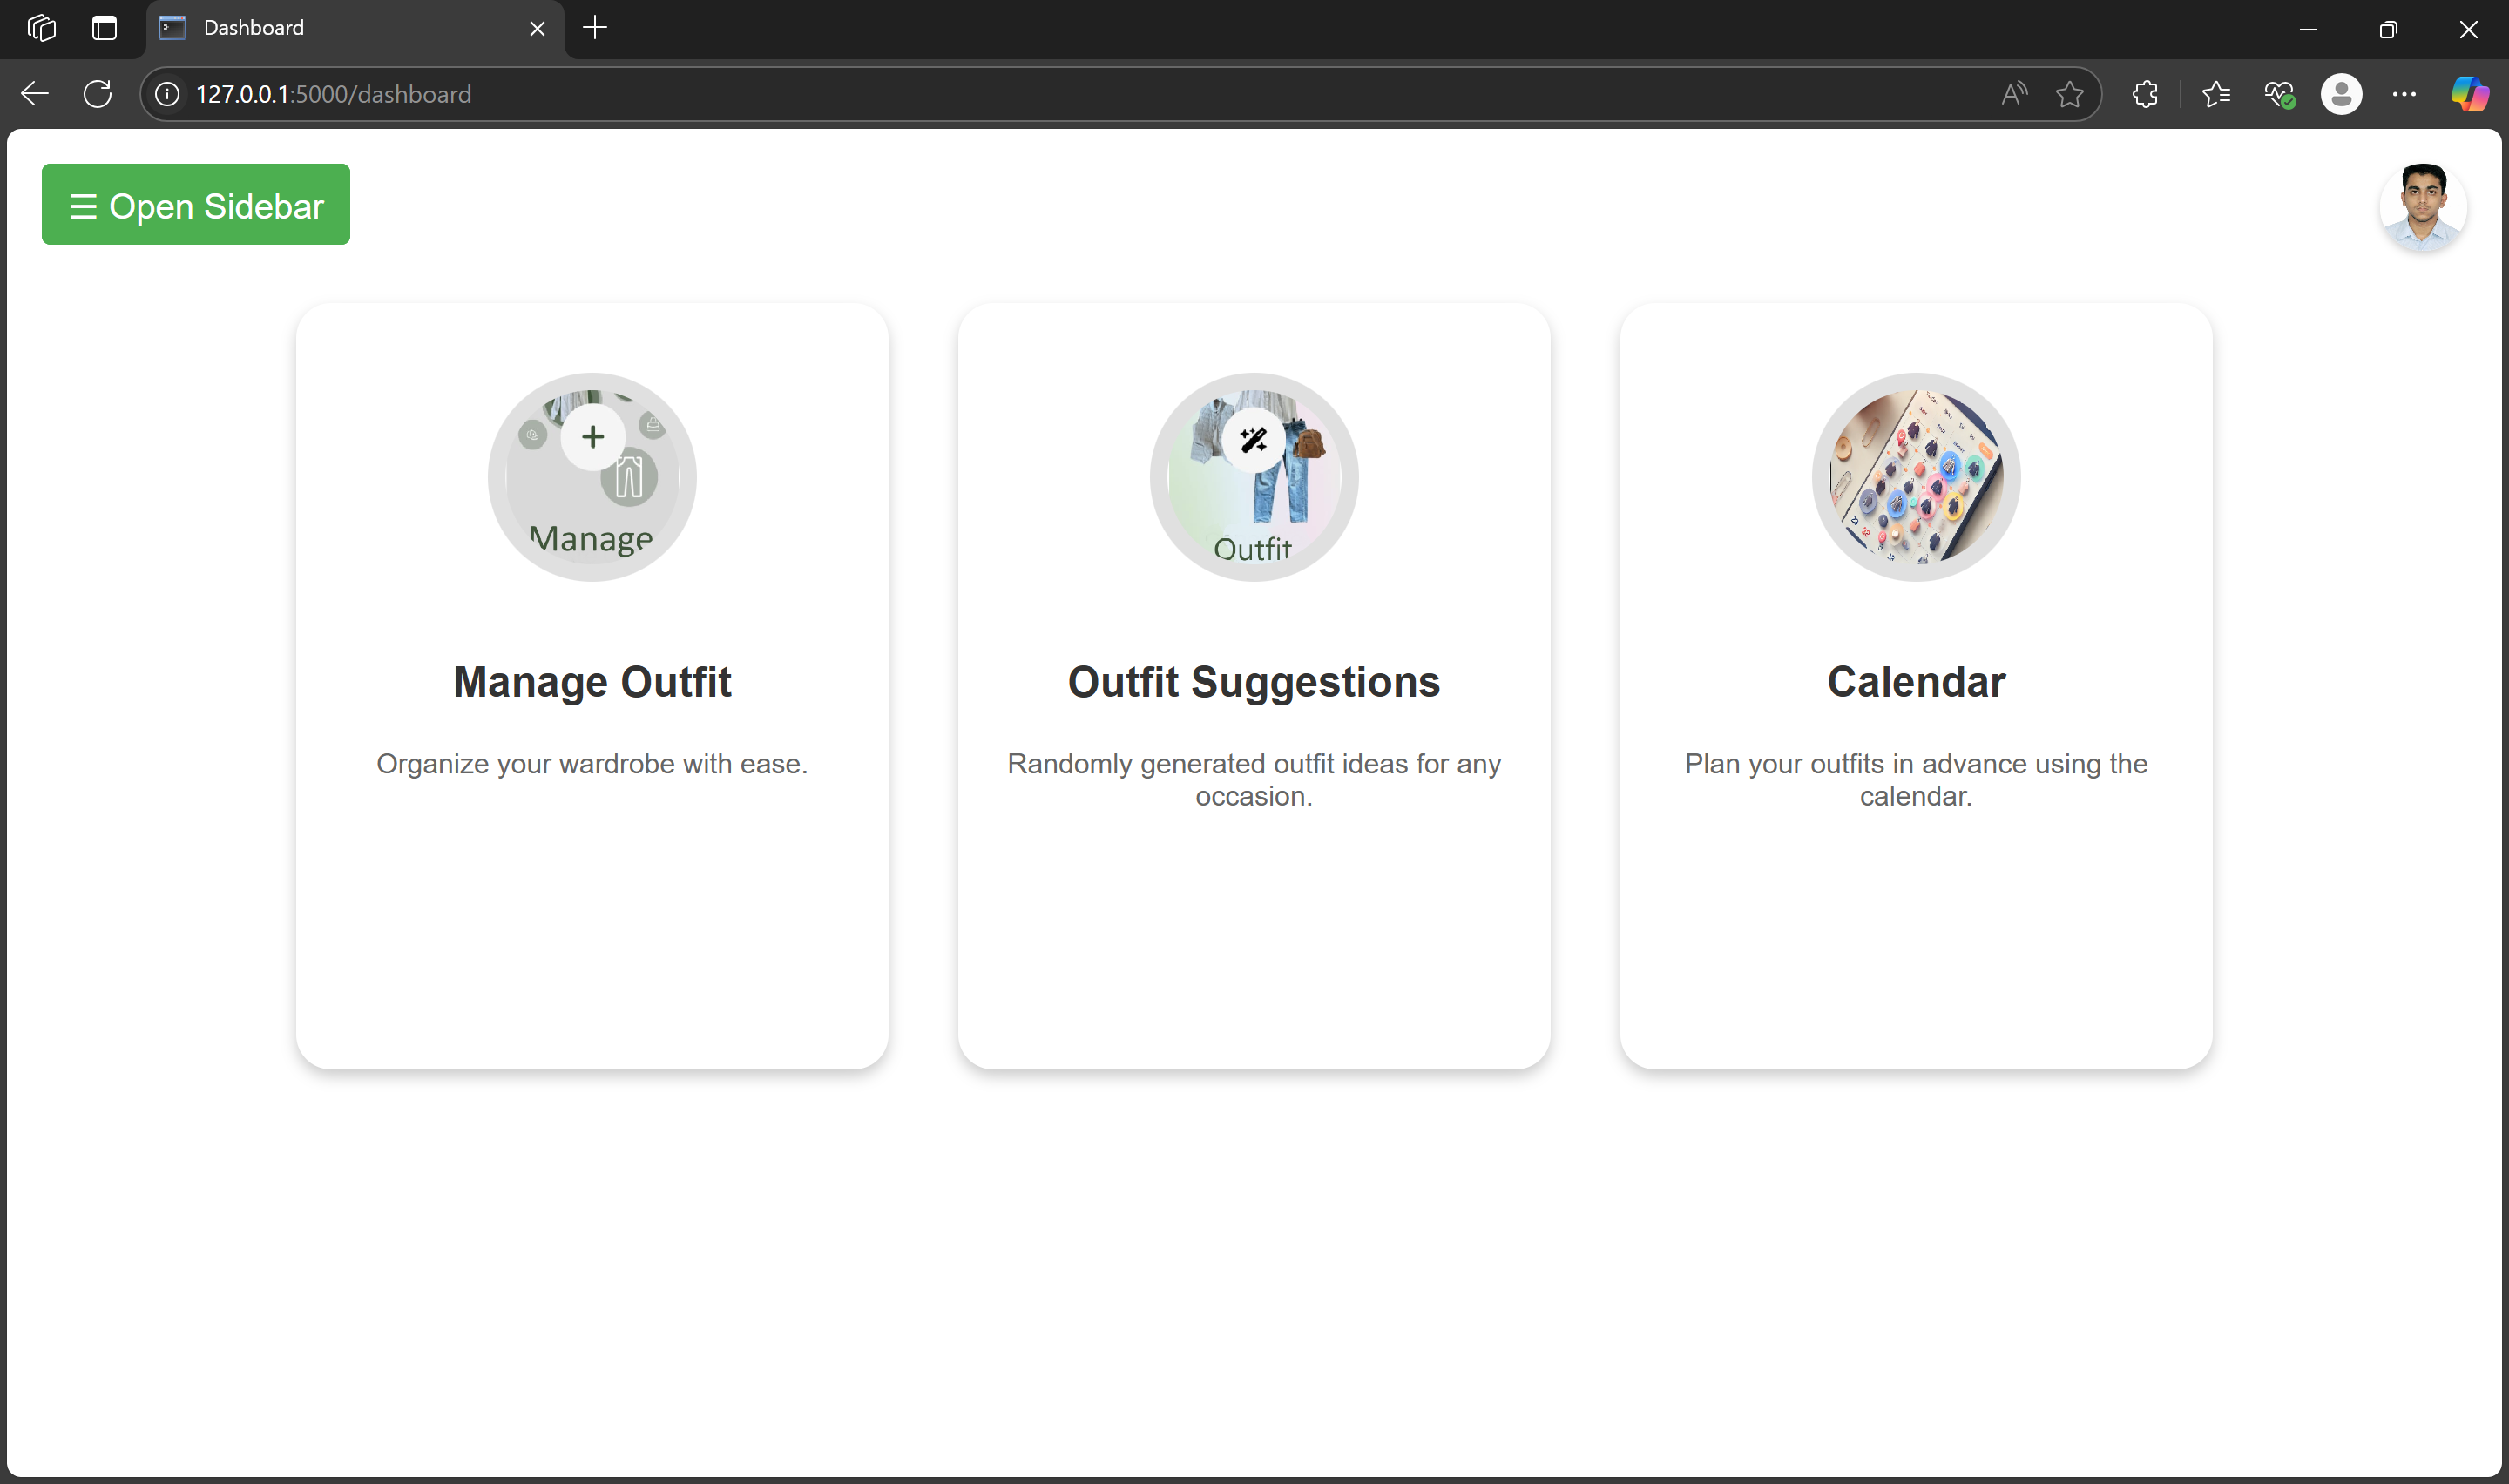 Dashboard
127.0.0.1:5000/dashboard
☰ Open Sidebar
Manage
Outfit
Manage Outfit
Outfit Suggestions
Calendar
Organize your wardrobe with ease.
Randomly generated outfit ideas for any
occasion.
Plan your outfits in advance using the
calendar.